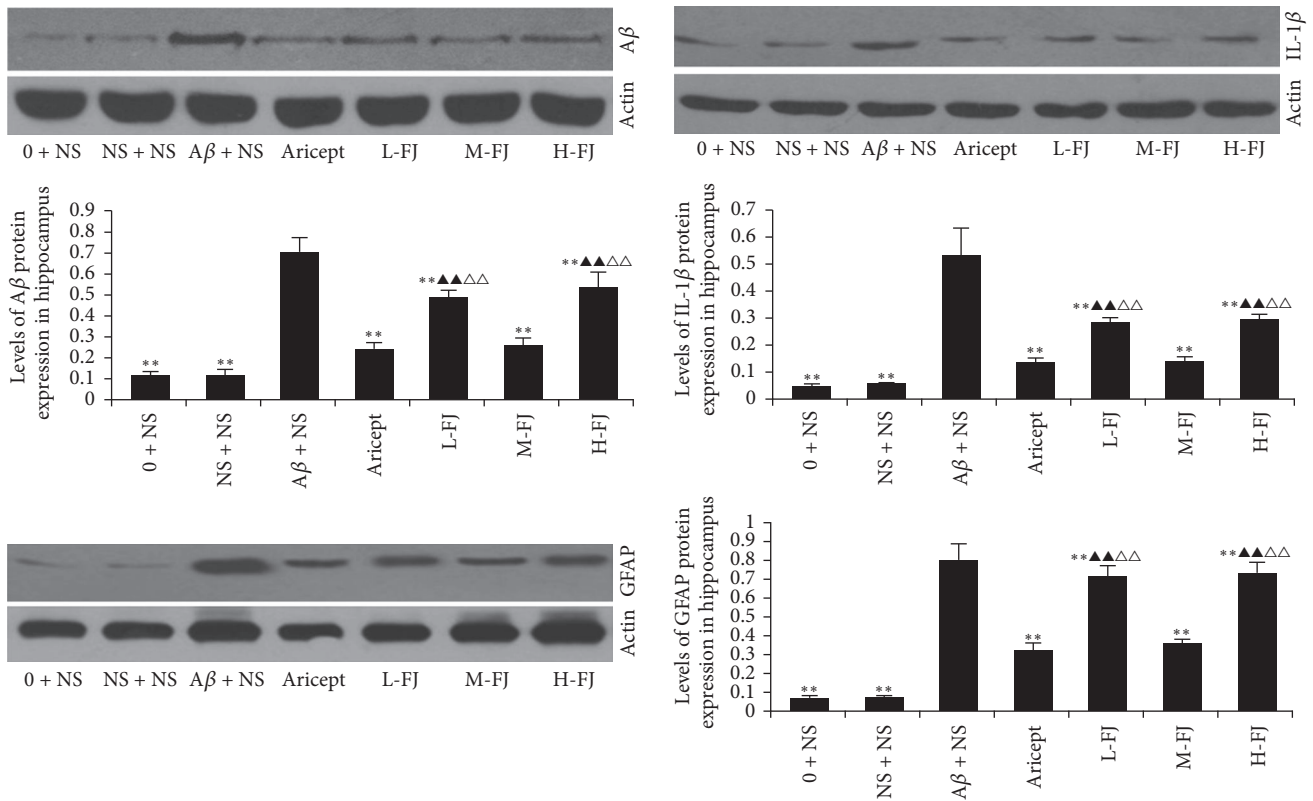 Aβ
Actin
0 + NS NS + NS Aβ + NS Aricept L-FJ M-FJ H-FJ
IL-1β
Actin
0 + NS NS + NS Aβ + NS Aricept L-FJ M-FJ H-FJ
Levels of Aβ protein
expression in hippocampus
0.9
0.8
0.7
0.6
0.5
0.4
0.3
0.2
0.1
0
**
**
**
**▲▲△△
**
**▲▲△△
0 + NS
NS + NS
Aβ + NS
Aricept
L-FJ
M-FJ
H-FJ
Levels of IL-1β protein
expression in hippocampus
0.7
0.6
0.5
0.4
0.3
0.2
0.1
0
**
**
**
**▲▲△△
**
**▲▲△△
0 + NS
NS + NS
Aβ + NS
Aricept
L-FJ
M-FJ
H-FJ
GFAP
Actin
0 + NS NS + NS Aβ + NS Aricept L-FJ M-FJ H-FJ
Levels of GFAP protein
expression in hippocampus
1
0.9
0.8
0.7
0.6
0.5
0.4
0.3
0.2
0.1
0
**
**
**
**▲▲△△
**
**▲▲△△
0 + NS
NS + NS
Aβ + NS
Aricept
L-FJ
M-FJ
H-FJ